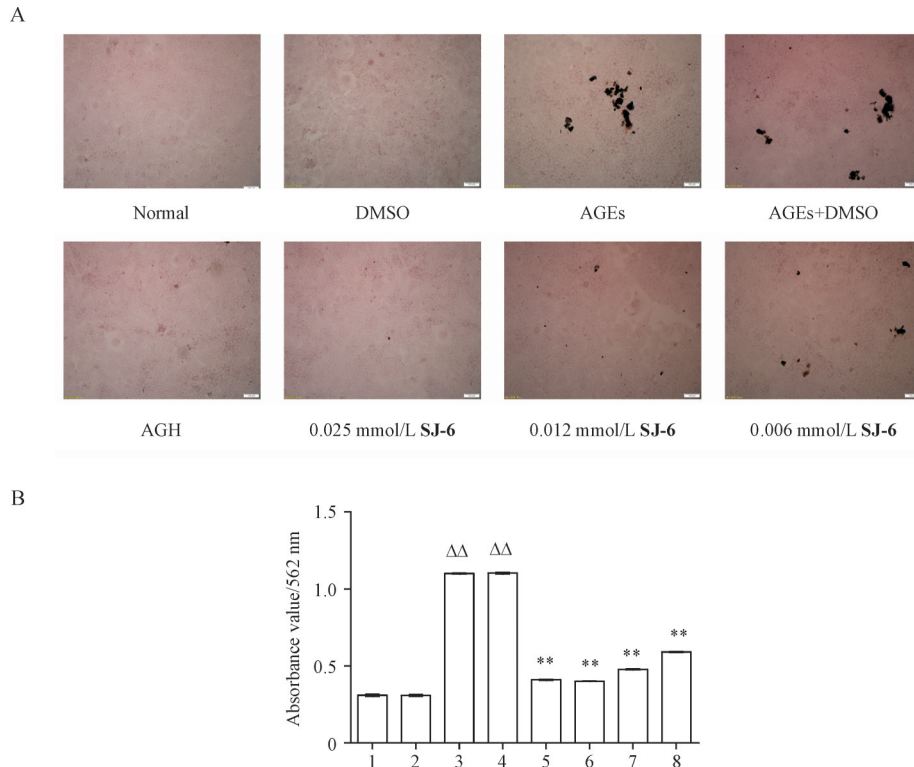 A
Normal DMSO AGEs AGEs+DMSO
AGH 0.025 mmol/L SJ-6 0.012 mmol/L SJ-6 0.006 mmol/L SJ-6
B
Absorbance value/562 nm
1.5
1.0
0.5
0
ΔΔ ΔΔ
** ** ** **
1 2 3 4 5 6 7 8